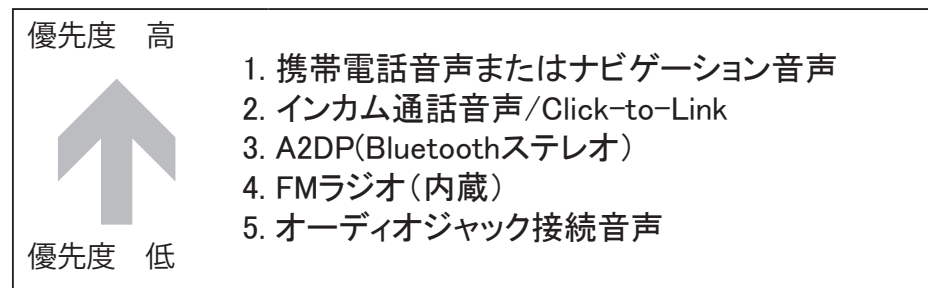 優先度　高
1. 携帯電話音声またはナビゲーション音声
2. インカム通話音声/Click-to-Link
3. A2DP(Bluetoothステレオ）
4. FMラジオ（内蔵）
5. オーディオジャック接続音声
優先度　低